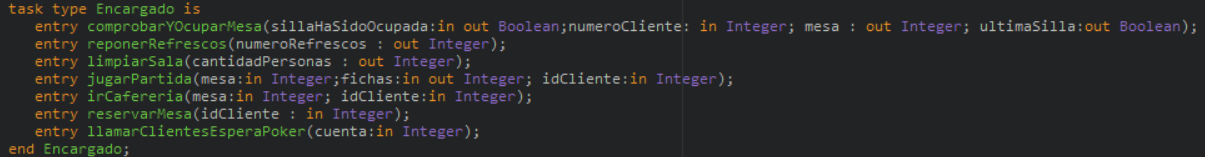 task type Encargado is
entry comprobarYOcuparMesa(sillaHaSidoOcupada:in out Boolean;numeroCliente: in Integer; mesa : out Integer; ultimaSilla:out Boolean);
entry reponerRefrescos(numeroRefrescos : out Integer);
entry limpiarSala(cantidadPersonas : out Integer);
entry jugarPartida(mesa:in Integer;fichas:in out Integer; idCliente:in Integer);
entry irCafereria(mesa:in Integer; idCliente:in Integer);
entry reservarMesa(idCliente : in Integer);
entry llamarClientesEsperaPoker(cuenta:in Integer);
end Encargado;